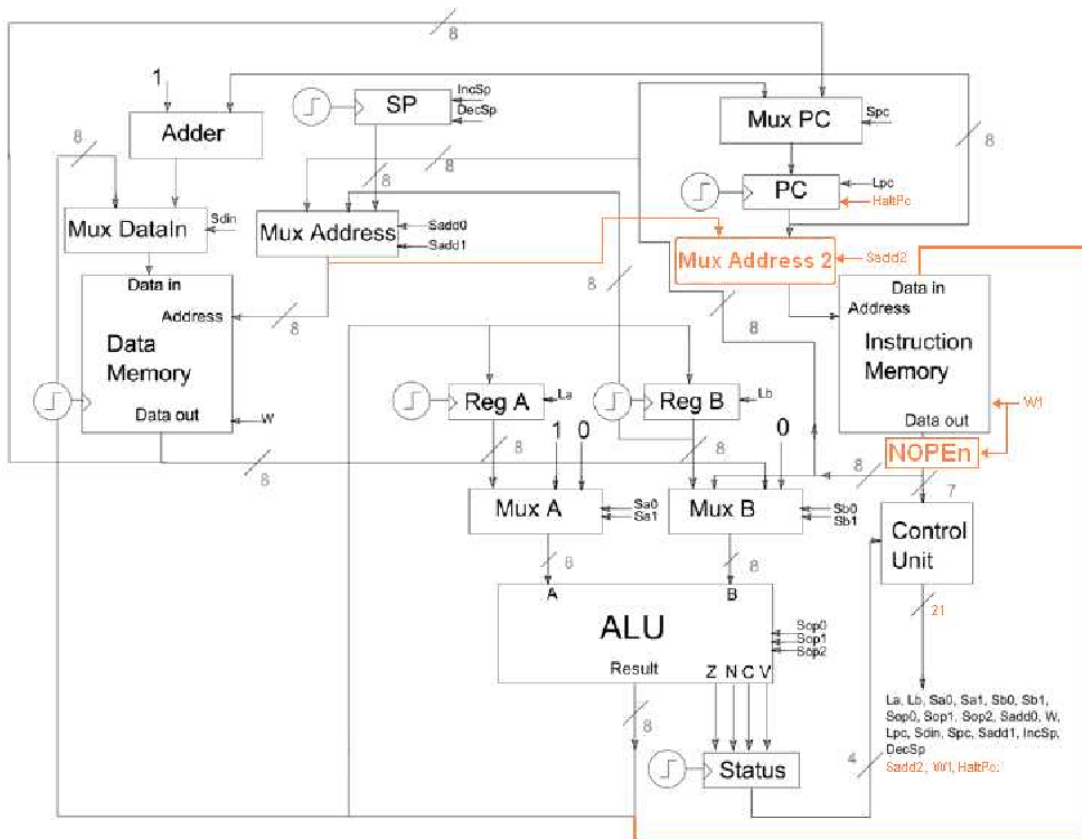 8
1
IncSp
DecSp
SP
Mux PC
Spc
Adder
8
8
8
8
PC
Lpc
HaltPc
Mux DataIn
Sdin
Mux Address
Sadd0
Sadd1
Mux Address 2
Sadd2
Data in
Address
8
8
8
Data in
Address
Data
Memory
Instruction
Memory
Reg A
La
Reg B
Lb
W1
Data out
W
Data out
1
0
0
NOPEn
8
8
8
8
7
Mux A
Sa0
Sa1
Mux B
Sb0
Sb1
Control
Unit
8
8
A
B
21
ALU
Sop0
Sop1
Sop2
Result
Z N C V
8
La, Lb, Sa0, Sa1, Sb0, Sb1,
Sop0, Sop1, Sop2, Sadd0, W,
Lpc, Sdin, Spc, Sadd1, IncSp,
DecSp
Sadd2, W1, HaltPc.
4
Status